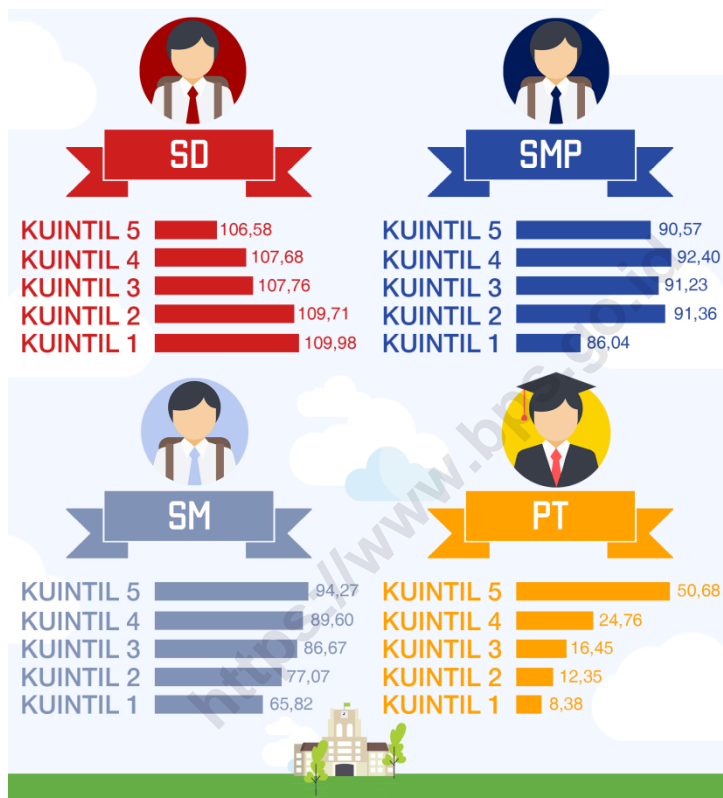 SD
KUINTIL 5 106,58
KUINTIL 4 107,68
KUINTIL 3 107,76
KUINTIL 2 109,71
KUINTIL 1 109,98
SMP
KUINTIL 5 90,57
KUINTIL 4 92,40
KUINTIL 3 91,23
KUINTIL 2 91,36
KUINTIL 1 86,04
SM
KUINTIL 5 94,27
KUINTIL 4 89,60
KUINTIL 3 86,67
KUINTIL 2 77,07
KUINTIL 1 65,82
PT
KUINTIL 5 50,68
KUINTIL 4 24,76
KUINTIL 3 16,45
KUINTIL 2 12,35
KUINTIL 1 8,38
https://www.bps.go.id